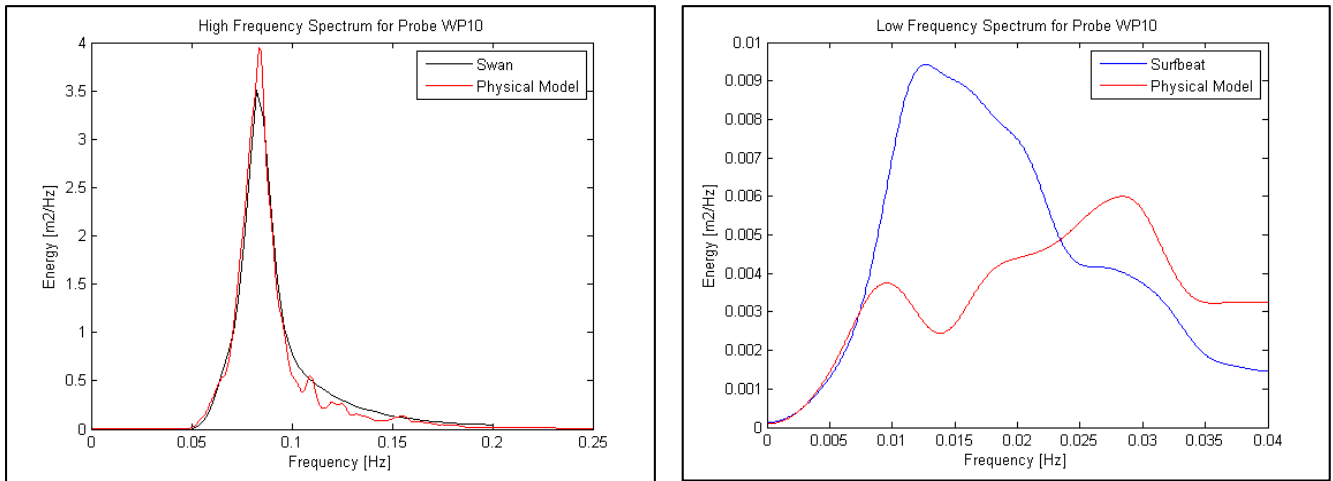 High Frequency Spectrum for Probe WP10
4
3.5
3
2.5
2
1.5
1
0.5
0
Energy [m2/Hz]
Swan
Physical Model
0 0.05 0.1 0.15 0.2 0.25
Frequency [Hz]
Low Frequency Spectrum for Probe WP10
0.01
0.009
0.008
0.007
0.006
0.005
0.004
0.003
0.002
0.001
0
Energy [m2/Hz]
Surfbeat
Physical Model
0 0.005 0.01 0.015 0.02 0.025 0.03 0.035 0.04
Frequency [Hz]